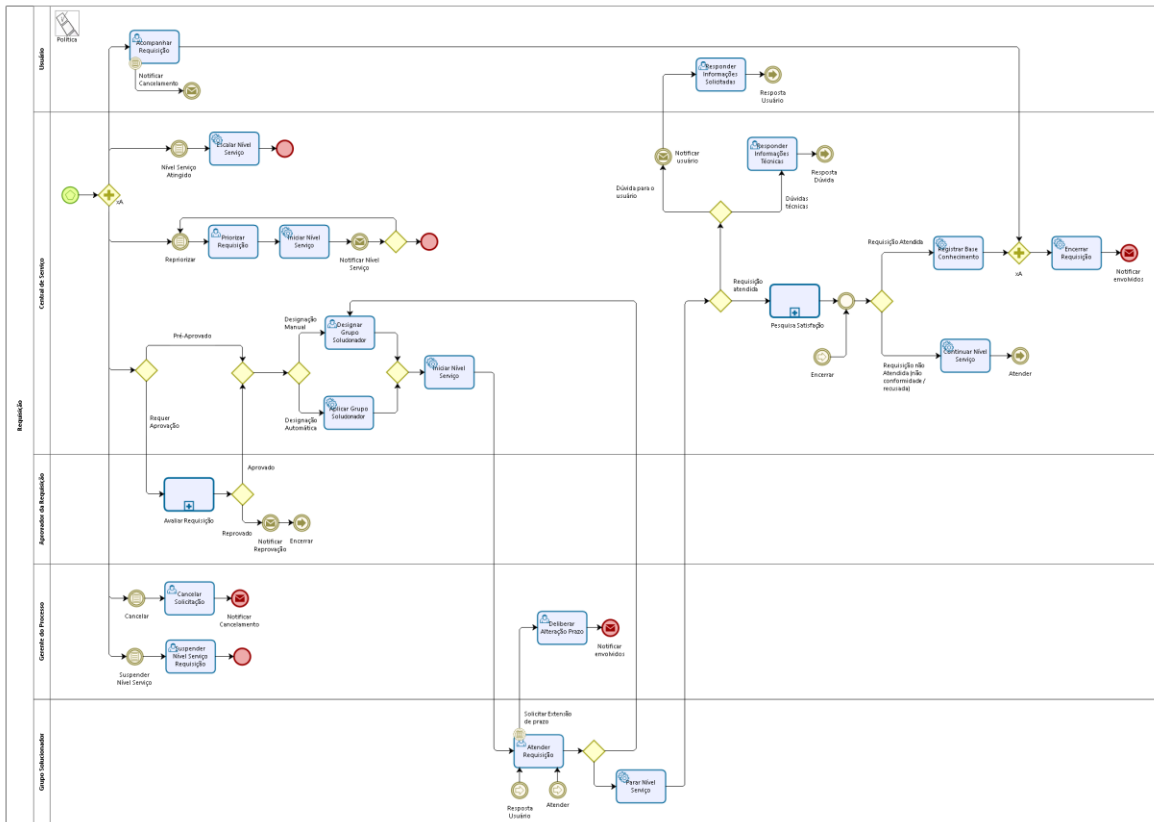 Requisição
Usuário
Política
Acompanhar
Requisição
Notificar
Cancelamento
Responder
Informações
Solicitadas
Resposta
Usuário
Central de Serviço
Nível Serviço
Atingido
Escalar Nível
Serviço
xA
Repriorizar
Priorizar
Requisição
Iniciar Nível
Serviço
Notificar Nível
Serviço
Notificar
usuário
Responder
Informações
Técnicas
Resposta
Dúvida
Dúvida para o
usuário
Dúvidas
técnicas
Requisição
atendida
Pesquisa Satisfação
Encerrar
Requisição Atendida
Registrar Base
Conhecimento
xA
Encerrar
Requisição
Notificar
envolvidos
Requisição não
Atendida (não
conformidade /
recusada)
Continuar Nível
Serviço
Atender
Pré-Aprovado
Requer
Aprovação
Designação
Manual
Designar
Grupo
Solucionador
Designação
Automática
Aplicar Grupo
Solucionador
Iniciar Nível
Serviço
Aprovador da Requisição
Avaliar Requisição
Aprovado
Reprovado
Notificar
Reprovação
Encerrar
Gerente do Processo
Cancelar
Cancelar
Solicitação
Notificar
Cancelamento
Suspender
Nível Serviço
Suspender
Nível Serviço
Requisição
Deliberar
Alteração Prazo
Notificar
envolvidos
Grupo Solucionador
Solicitar Extensão
de prazo
Atender
Requisição
Resposta
Usuário
Atender
Parar Nível
Serviço